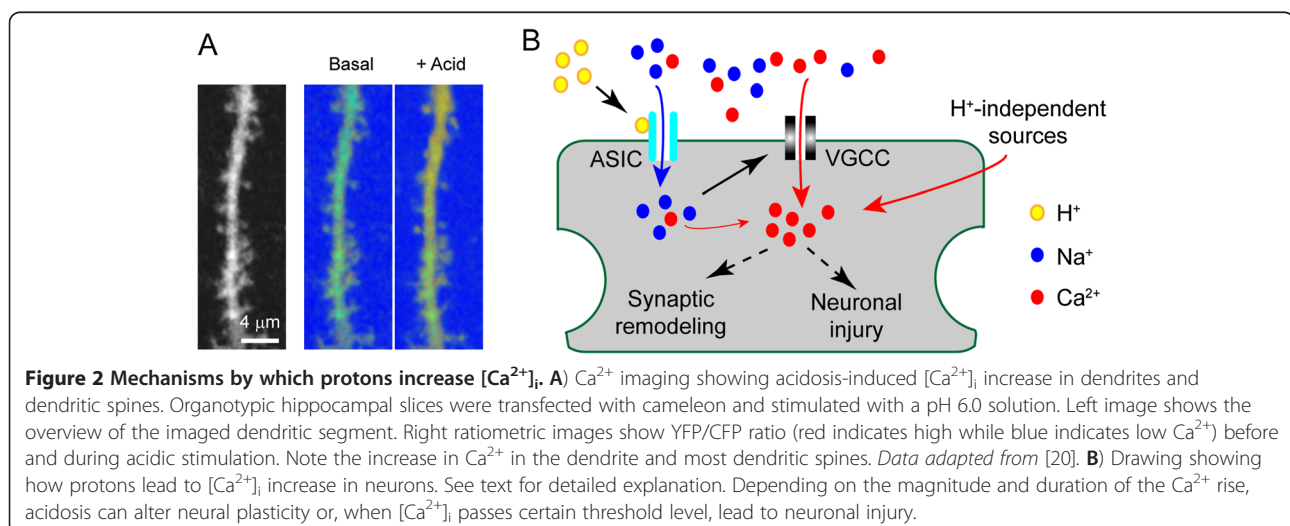 A
Basal
+ Acid
4 μm
B
ASIC
VGCC
H⁺-independent
sources
H⁺
Na⁺
Ca²⁺
Synaptic
remodeling
Neuronal
injury
Figure 2 Mechanisms by which protons increase [Ca²⁺]ᵢ. A) Ca²⁺ imaging showing acidosis-induced [Ca²⁺]ᵢ increase in dendrites and
dendritic spines. Organotypic hippocampal slices were transfected with cameleon and stimulated with a pH 6.0 solution. Left image shows the
overview of the imaged dendritic segment. Right ratiometric images show YFP/CFP ratio (red indicates high while blue indicates low Ca²⁺) before
and during acidic stimulation. Note the increase in Ca²⁺ in the dendrite and most dendritic spines. Data adapted from [20]. B) Drawing showing
how protons lead to [Ca²⁺]ᵢ increase in neurons. See text for detailed explanation. Depending on the magnitude and duration of the Ca²⁺ rise,
acidosis can alter neural plasticity or, when [Ca²⁺]ᵢ passes certain threshold level, lead to neuronal injury.